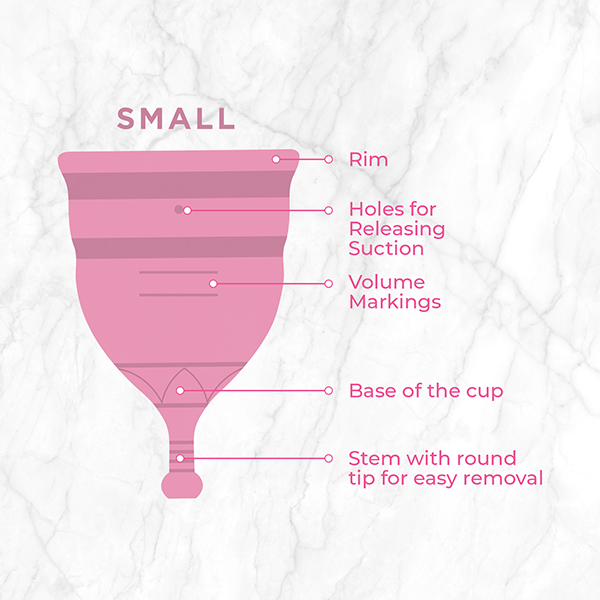 SMALL
Rim
Holes for
Releasing
Suction
Volume
Markings
Base of the cup
Stem with round
tip for easy removal